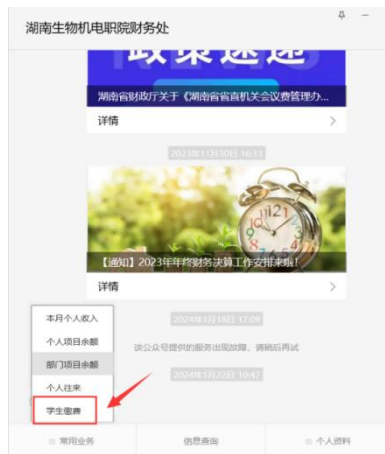 湖南生物机电职院财务处
政策速递
湖南省财政厅关于《湖南省省直机关会议费管理办...
详情
2023年11月30日 16:33
【通知】2023年年终财务决算工作安排来啦！
详情
本月个人收入
2024年1月18日 17:09
个人项目余额
该公众号提供的服务出现故障，请稍后再试
部门项目余额
2024年1月22日 10:47
个人往来
学生缴费
常用业务
信息查询
个人资料